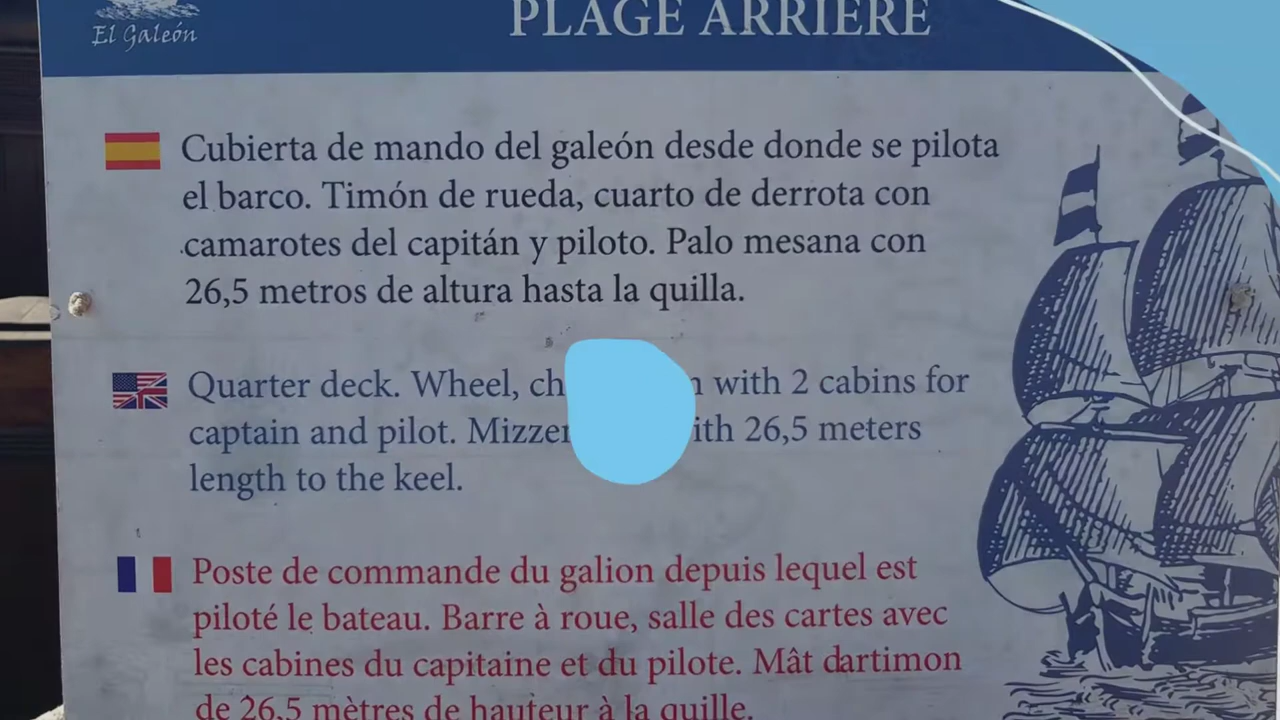 El Galeón
PLAGE ARRIÈRE
Cubierta de mando del galeón desde donde se pilota
el barco. Timón de rueda, cuarto de derrota con
camarotes del capitán y piloto. Palo mesana con
26,5 metros de altura hasta la quilla.
Quarter deck. Wheel, with 2 cabins for
captain and pilot. 26,5 meters
length to the keel.
Poste de commande du galion depuis lequel est
piloté le bateau. Barre à roue, salle des cartes avec
les cabines du capitaine et du pilote. Mât dartimon
de 26,5 mètres de hauteur à la quille.